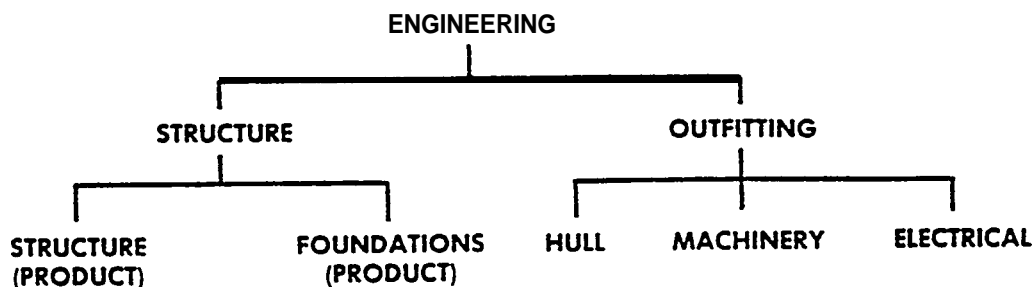 ENGINEERING
STRUCTURE
OUTFITTING
STRUCTURE
(PRODUCT)
FOUNDATIONS
(PRODUCT)
HULL
MACHINERY
ELECTRICAL